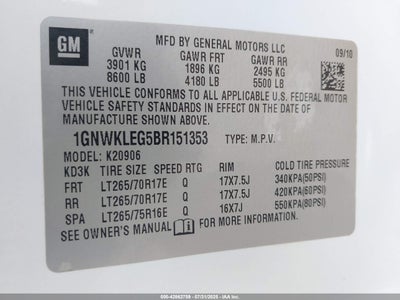 GM
MFD BY GENERAL MOTORS LLC
09/10
GVWR GAWR FRT GAWR RR
3901 KG 1896 KG 2495 KG
8600 LB 4180 LB 5500 LB
THIS VEHICLE CONFORMS TO ALL APPLICABLE U.S. FEDERAL MOTOR
VEHICLE SAFETY STANDARDS IN EFFECT ON THE DATE OF
MANUFACTURE SHOWN ABOVE.
1GNWKLEG5BR151353 TYPE: M.P.V.
MODEL: K20906
KD3K TIRE SIZE SPEED RTG RIM COLD TIRE PRESSURE
FRT LT265/70R17E Q 17X7.5J 340KPA(50PSI)
RR LT265/70R17E Q 17X7.5J 420KPA(60PSI)
SPA LT265/75R16E Q 16X7J 550KPA(80PSI)
SEE OWNER'S MANUAL FOR MORE INFORMATION.